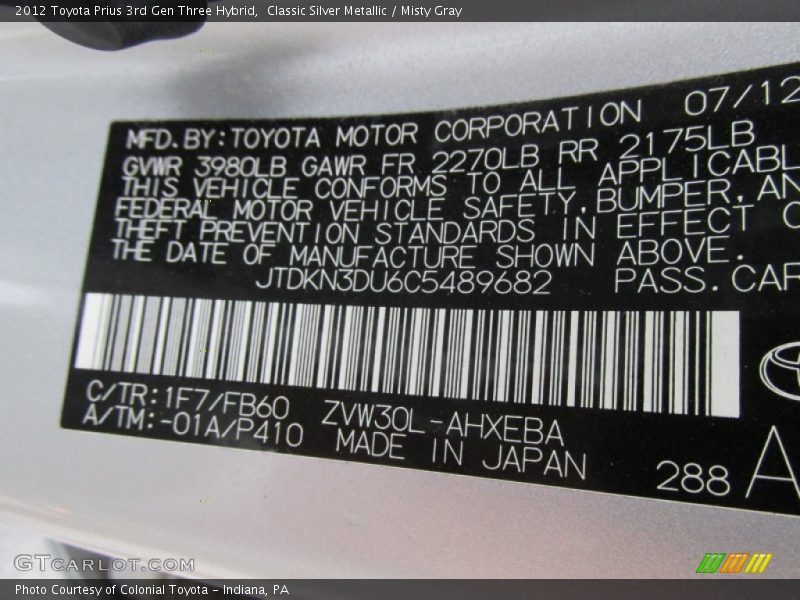 2012 Toyota Prius 3rd Gen Three Hybrid,  Classic Silver Metallic / Misty Gray
07/12
MFD.BY:TOYOTA MOTOR CORPORATION
GVWR 3980LB GAWR FR 2270LB RR 2175LB
THIS VEHICLE CONFORMS TO ALL APPLICABL
FEDERAL MOTOR VEHICLE SAFETY,BUMPER,AN
THEFT PREVENTION STANDARDS IN EFFECT
THE DATE OF MANUFACTURE SHOWN ABOVE.
JTDKN3DU6C5489682 PASS.CAR
C/TR:1F7/FB60 ZVW30L-AHXEBA
A/TM:-01A/P410 MADE IN JAPAN
288 A
GTCARLOT.COM
Photo Courtesy of Colonial Toyota - Indiana, PA